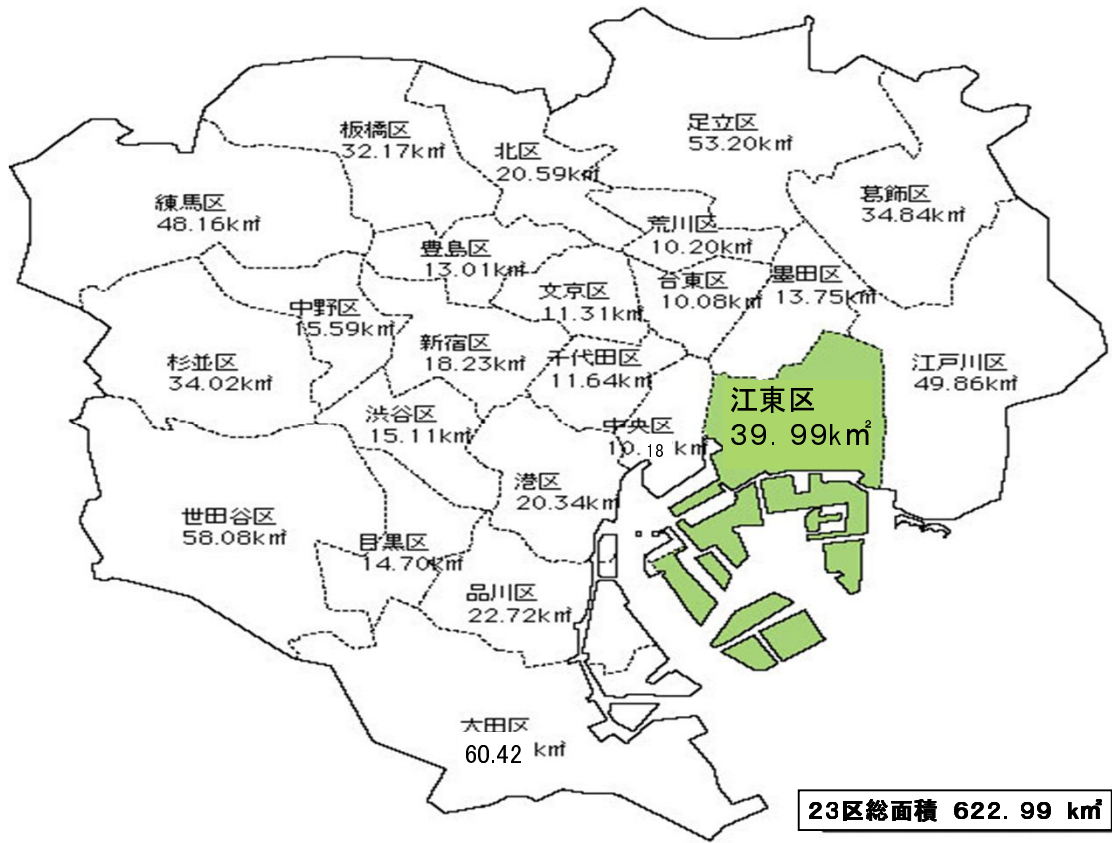 足立区
53.20k㎡
板橋区
32.17k㎡
北区
20.59k㎡
葛飾区
34.84k㎡
練馬区
48.16k㎡
荒川区
10.20k㎡
豊島区
13.01k㎡
墨田区
13.75k㎡
台東区
10.08k㎡
文京区
11.31k㎡
中野区
15.59k㎡
新宿区
18.23k㎡
千代田区
11.64k㎡
杉並区
34.02k㎡
江戸川区
49.86k㎡
江東区
39. 99k㎡
渋谷区
15.11k㎡
中央区
10.18 k㎡
港区
20.34k㎡
世田谷区
58.08k㎡
目黒区
14.70k㎡
品川区
22.72k㎡
大田区
60.42 k㎡
23区総面積 622. 99 k㎡